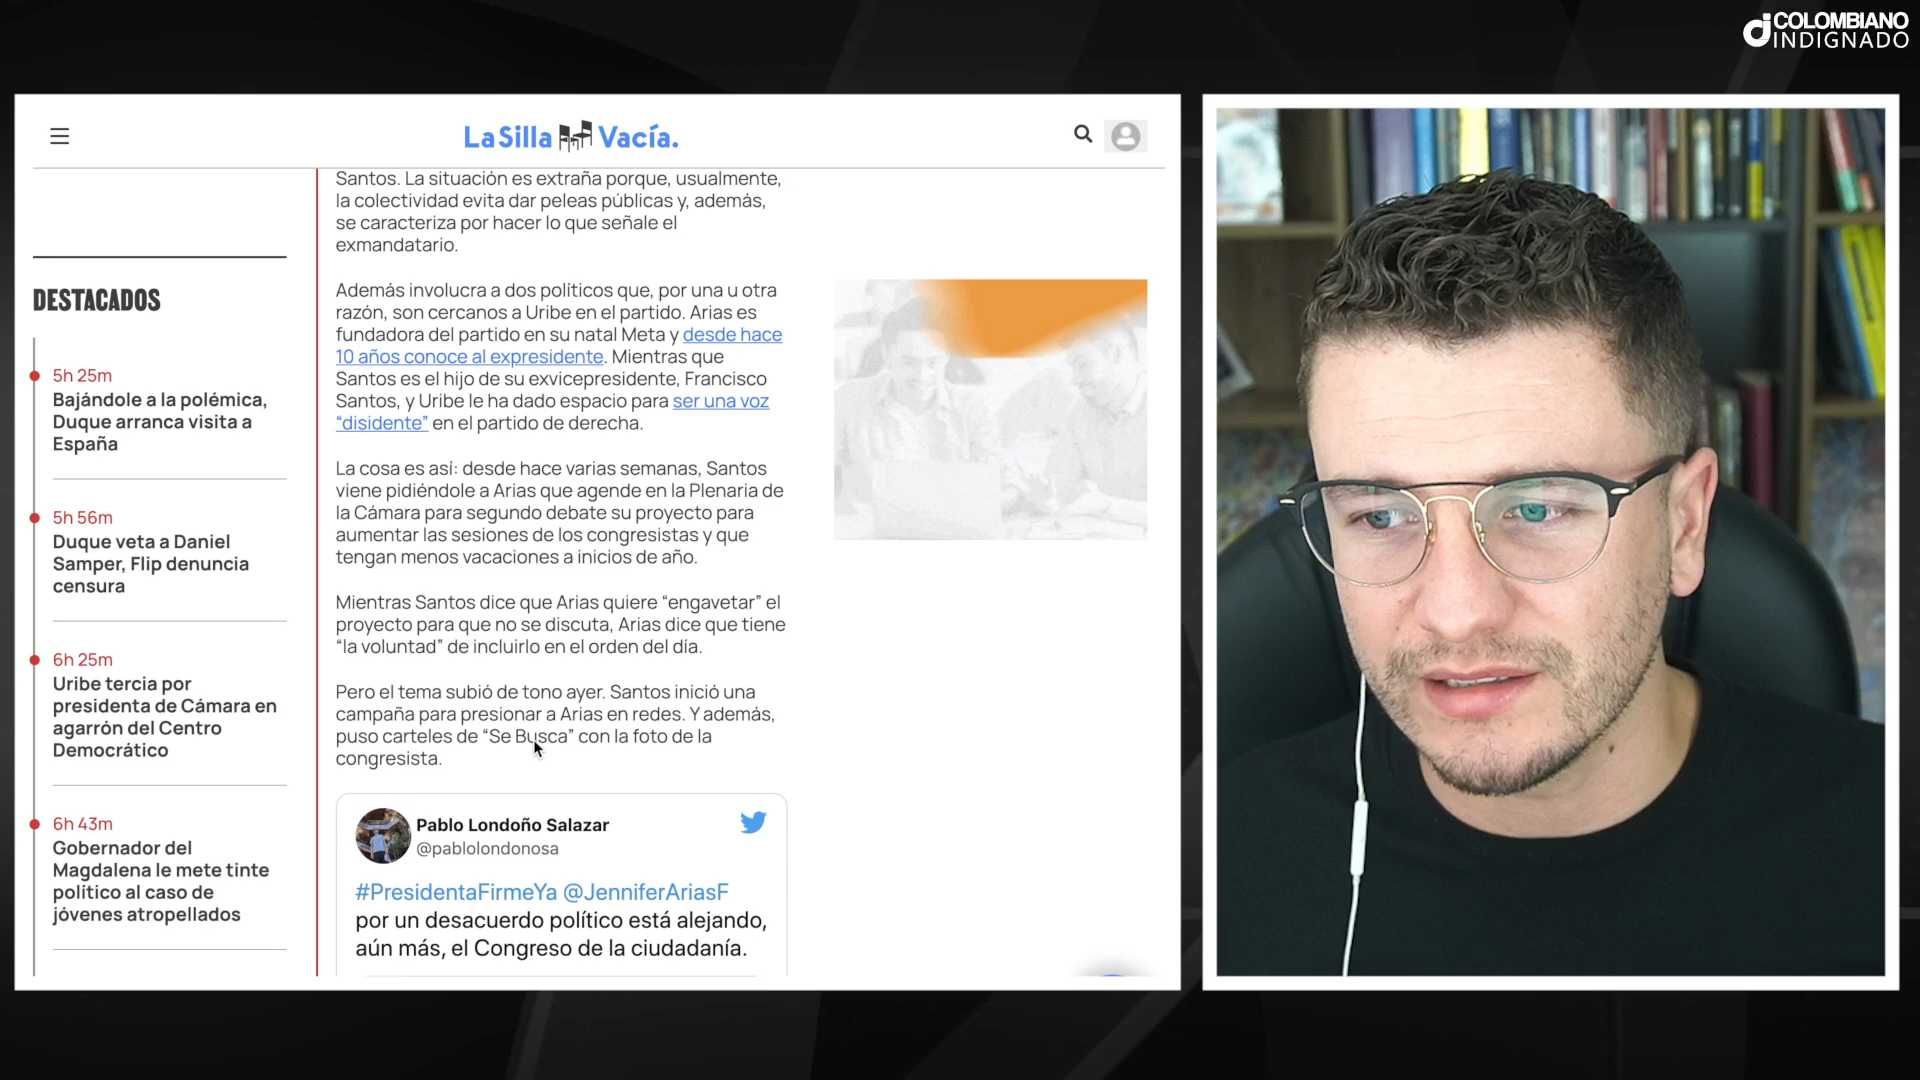 COLOMBIANO
INDIGNADO
La Silla Vacía.
DESTACADOS
5h 25m
Bajándole a la polémica,
Duque arranca visita a
España
5h 56m
Duque veta a Daniel
Samper, Flip denuncia
censura
6h 25m
Uribe tercia por
presidenta de Cámara en
agarrón del Centro
Democrático
6h 43m
Gobernador del
Magdalena le mete tinte
político al caso de
jóvenes atropellados
Santos. La situación es extraña porque, usualmente,
la colectividad evita dar peleas públicas y, además,
se caracteriza por hacer lo que señale el
exmandatario.
Además involucra a dos políticos que, por una u otra
razón, son cercanos a Uribe en el partido. Arias es
fundadora del partido en su natal Meta y desde hace
10 años conoce al expresidente. Mientras que
Santos es el hijo de su exvicepresidente, Francisco
Santos, y Uribe le ha dado espacio para ser una voz
“disidente” en el partido de derecha.
La cosa es así: desde hace varias semanas, Santos
viene pidiéndole a Arias que agende en la Plenaria de
la Cámara para segundo debate su proyecto para
aumentar las sesiones de los congresistas y que
tengan menos vacaciones a inicios de año.
Mientras Santos dice que Arias quiere “engavetar” el
proyecto para que no se discuta, Arias dice que tiene
“la voluntad” de incluirlo en el orden del día.
Pero el tema subió de tono ayer. Santos inició una
campaña para presionar a Arias en redes. Y además,
puso carteles de “Se Busca” con la foto de la
congresista.
Pablo Londoño Salazar
@pablolondonosa
#PresidentaFirmeYa @JenniferAriasF
por un desacuerdo político está alejando,
aún más, el Congreso de la ciudadanía.